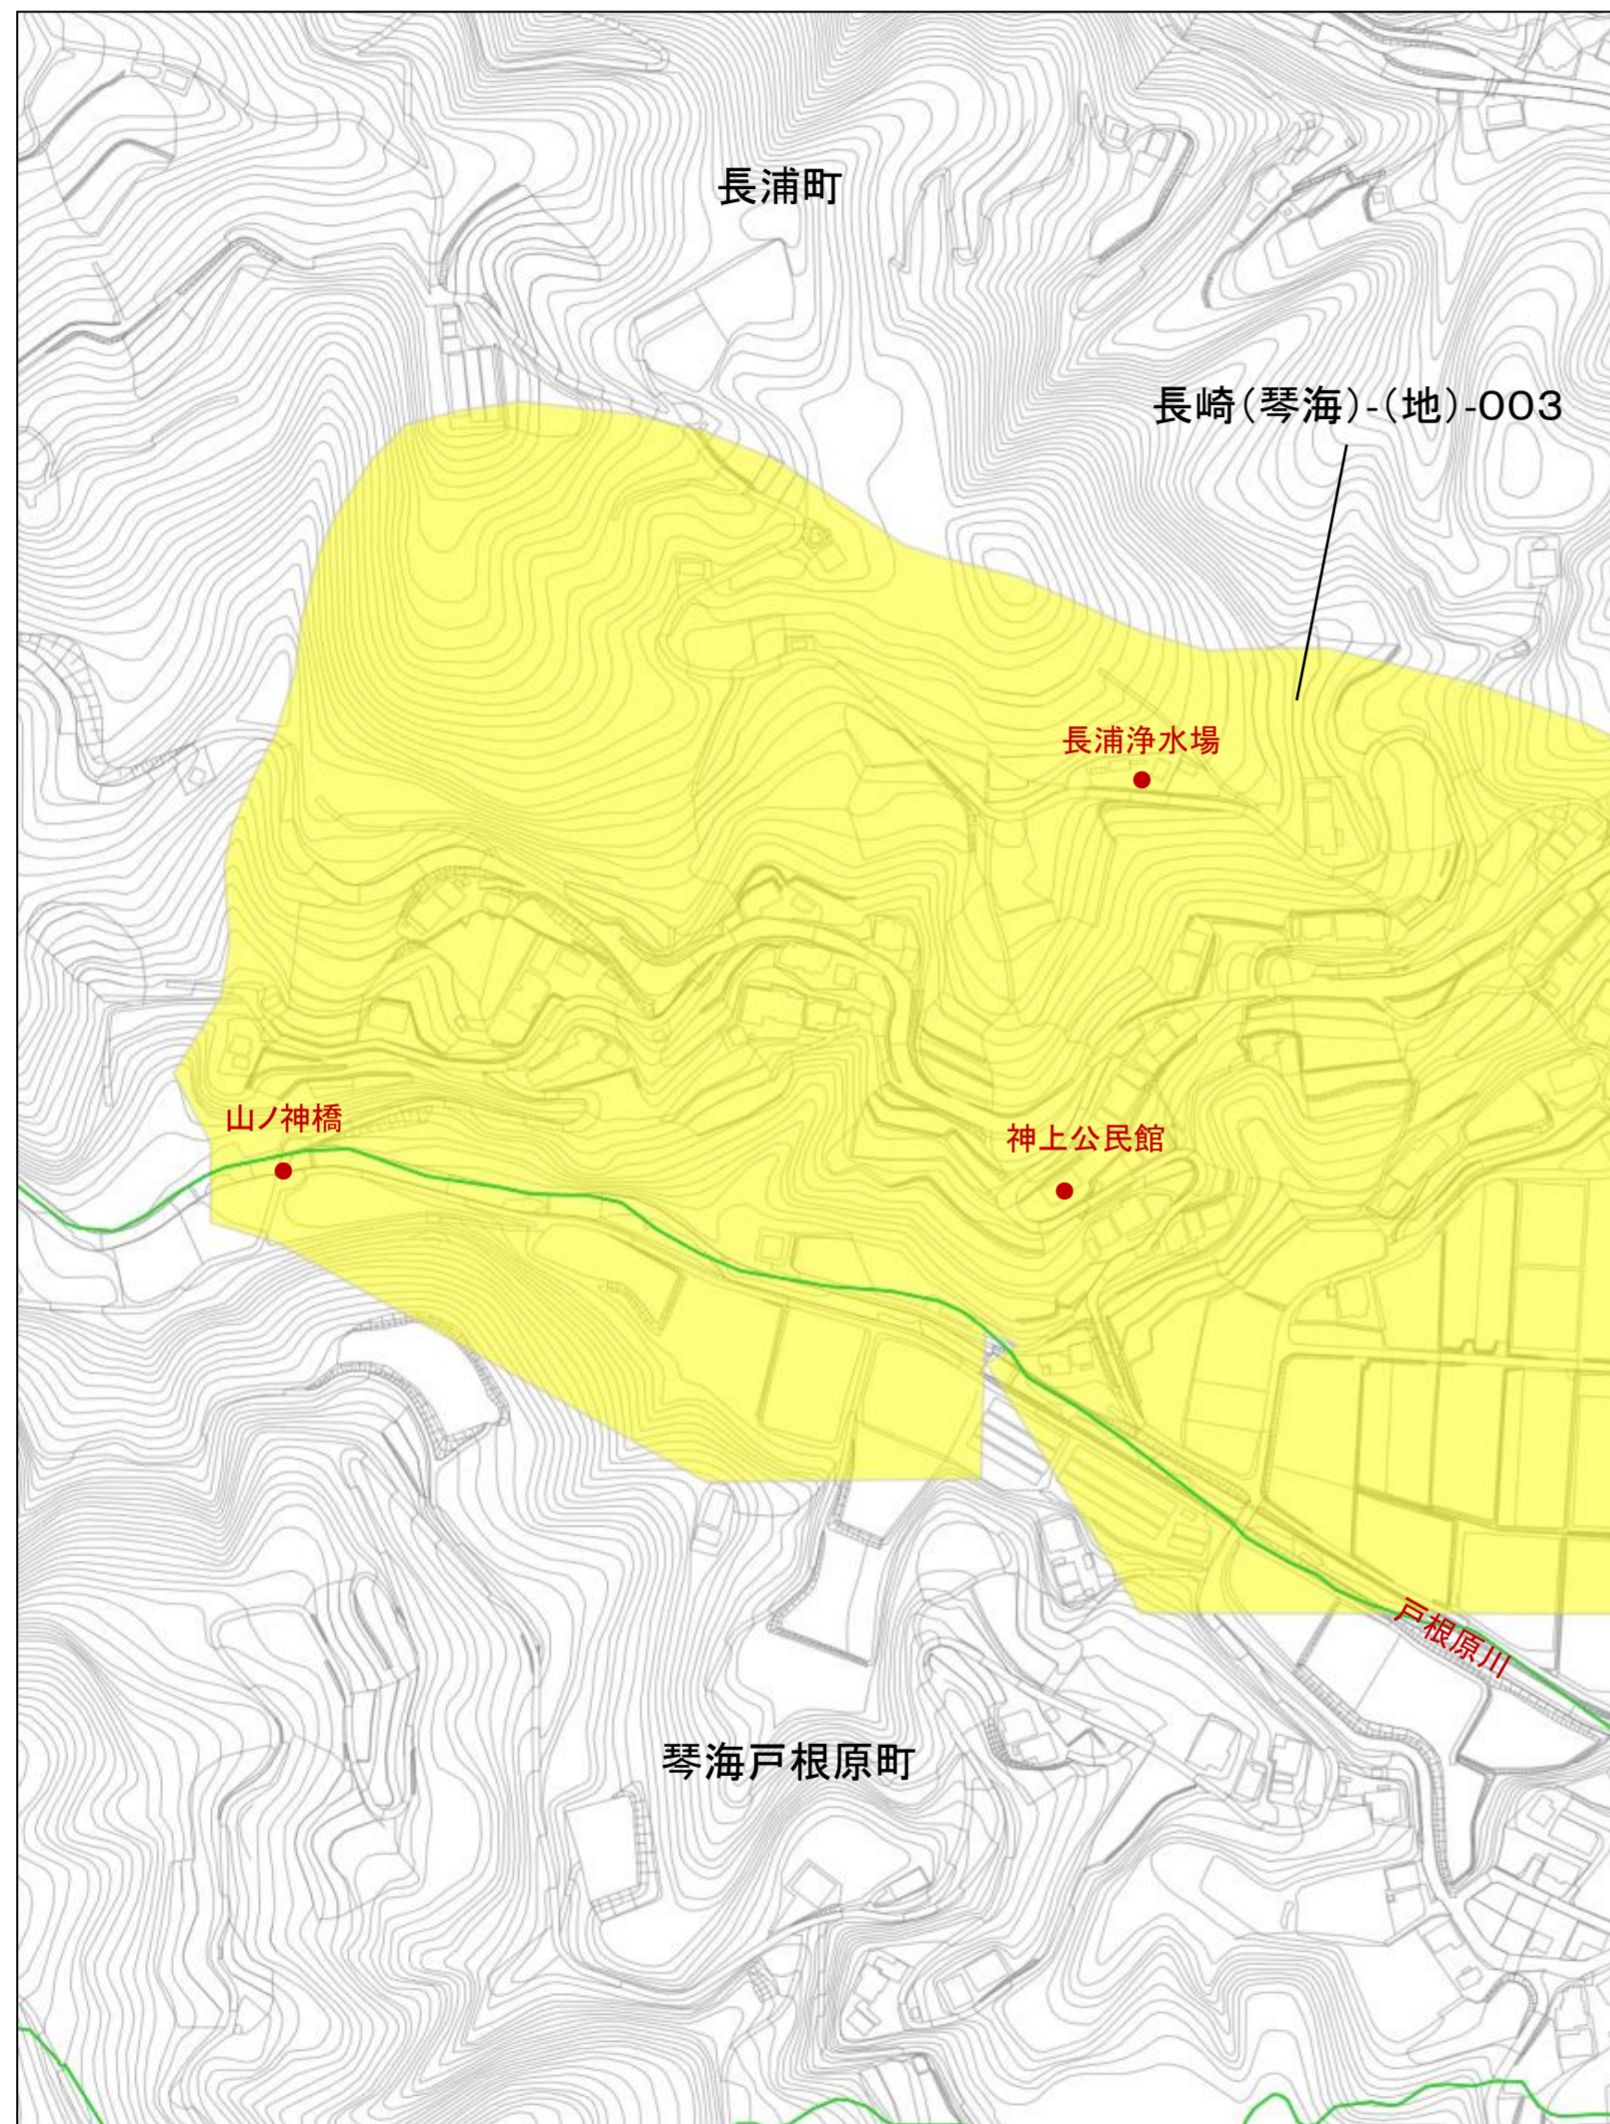 長浦町
長崎(琴海)-(地)-003
長浦浄水場
山ノ神橋
神上公民館
戸根原川
琴海戸根原町